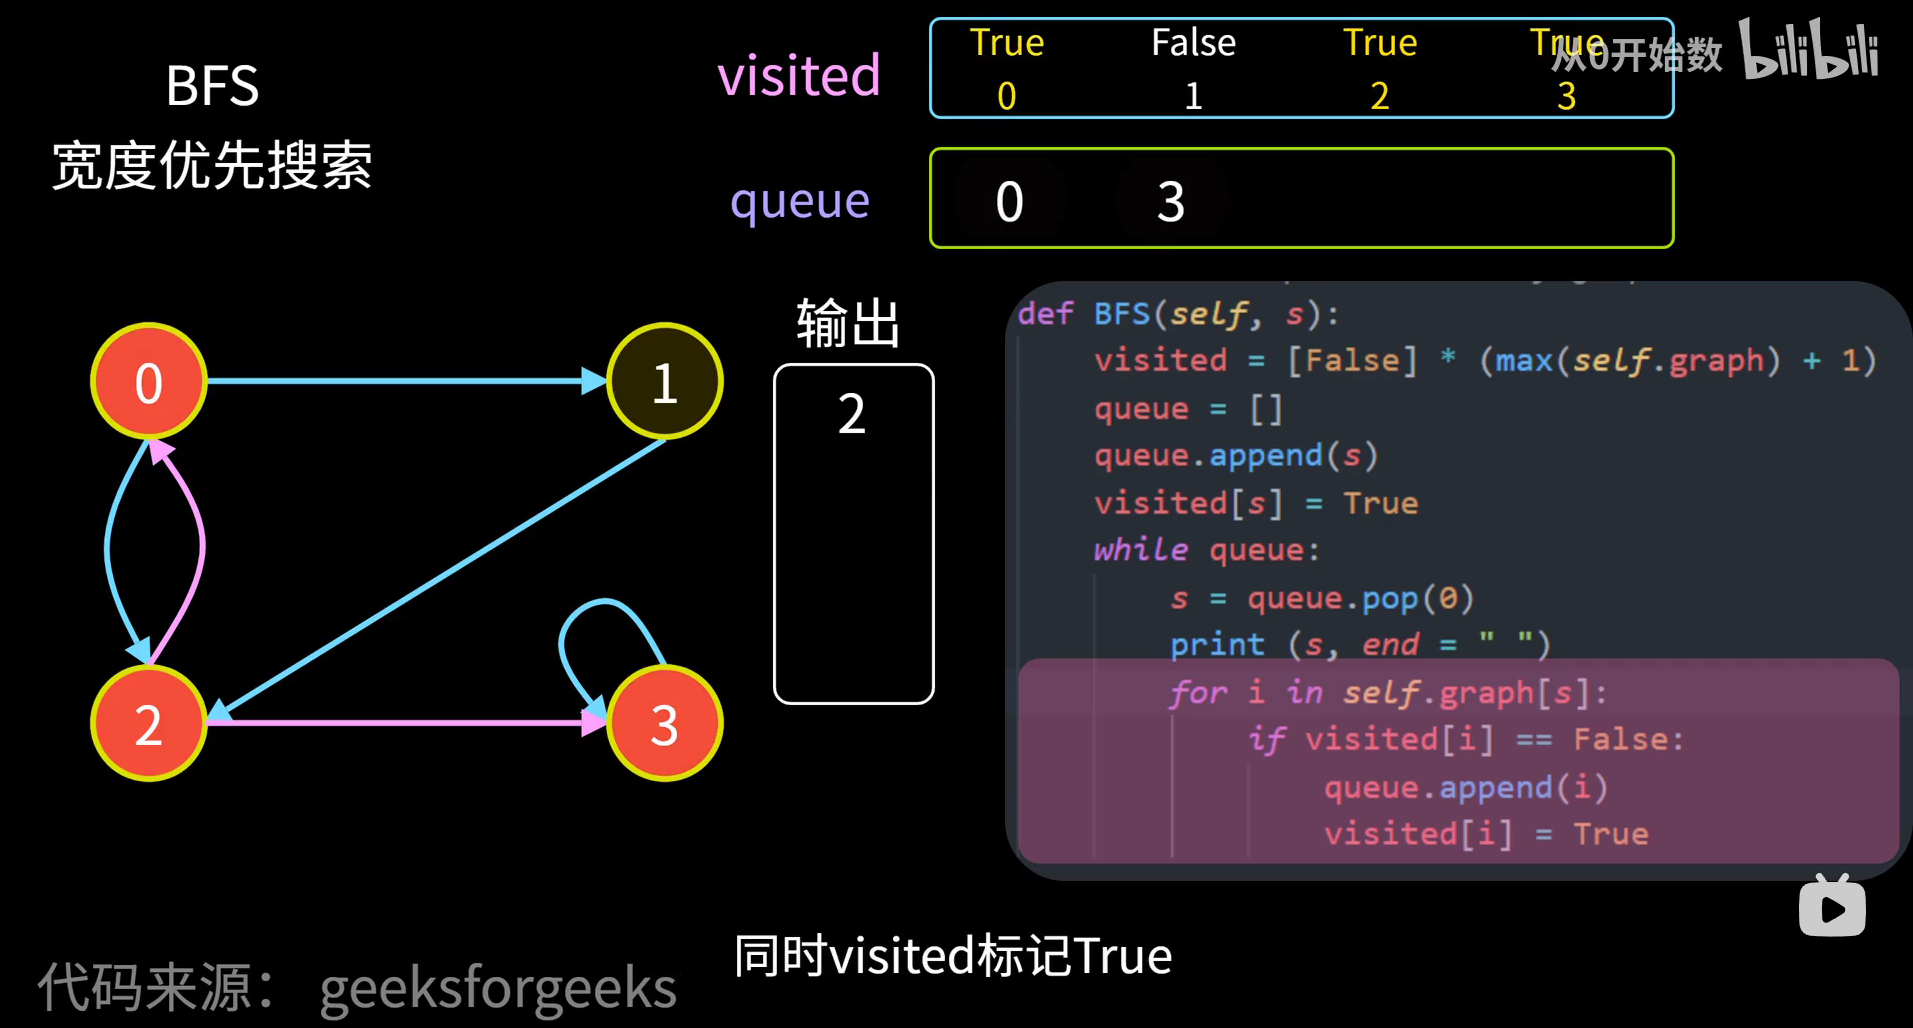 BFS
宽度优先搜索
visited
True False True True
0 1 2 3
从0开始数 bilibili
queue
0 3
0
1
2
3
输出
2
def BFS(self, s):
visited = [False] * (max(self.graph) + 1)
queue = []
queue.append(s)
visited[s] = True
while queue:
s = queue.pop(0)
print (s, end = " ")
for i in self.graph[s]:
if visited[i] == False:
queue.append(i)
visited[i] = True
同时visited标记True
代码来源： geeksforgeeks